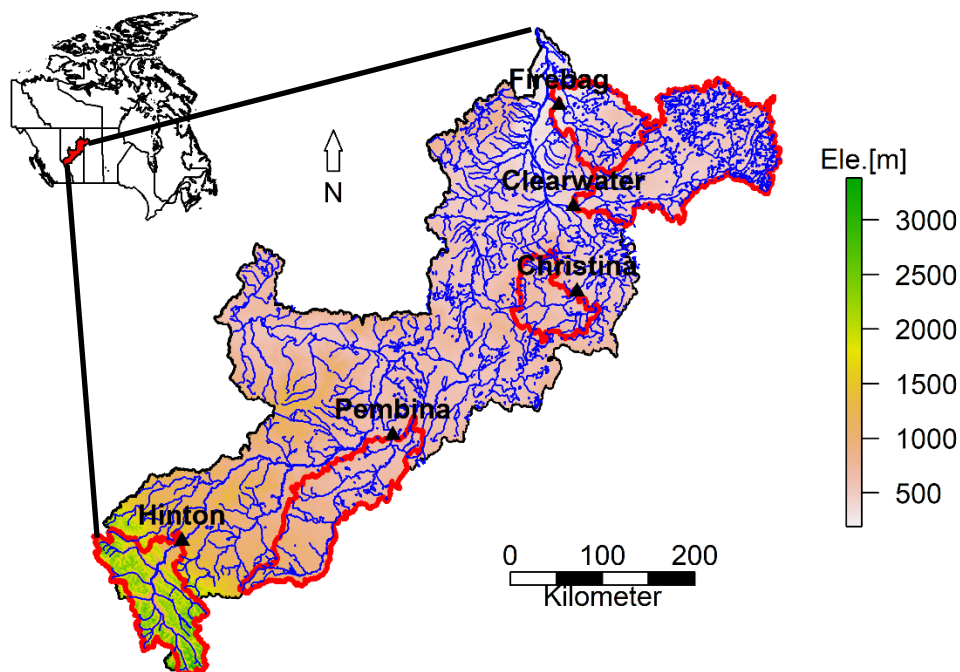 Firebag
N
Clearwater
Ele.[m]
3000
2500
2000
1500
1000
500
Christina
Pembina
Hinton
0 100 200
Kilometer